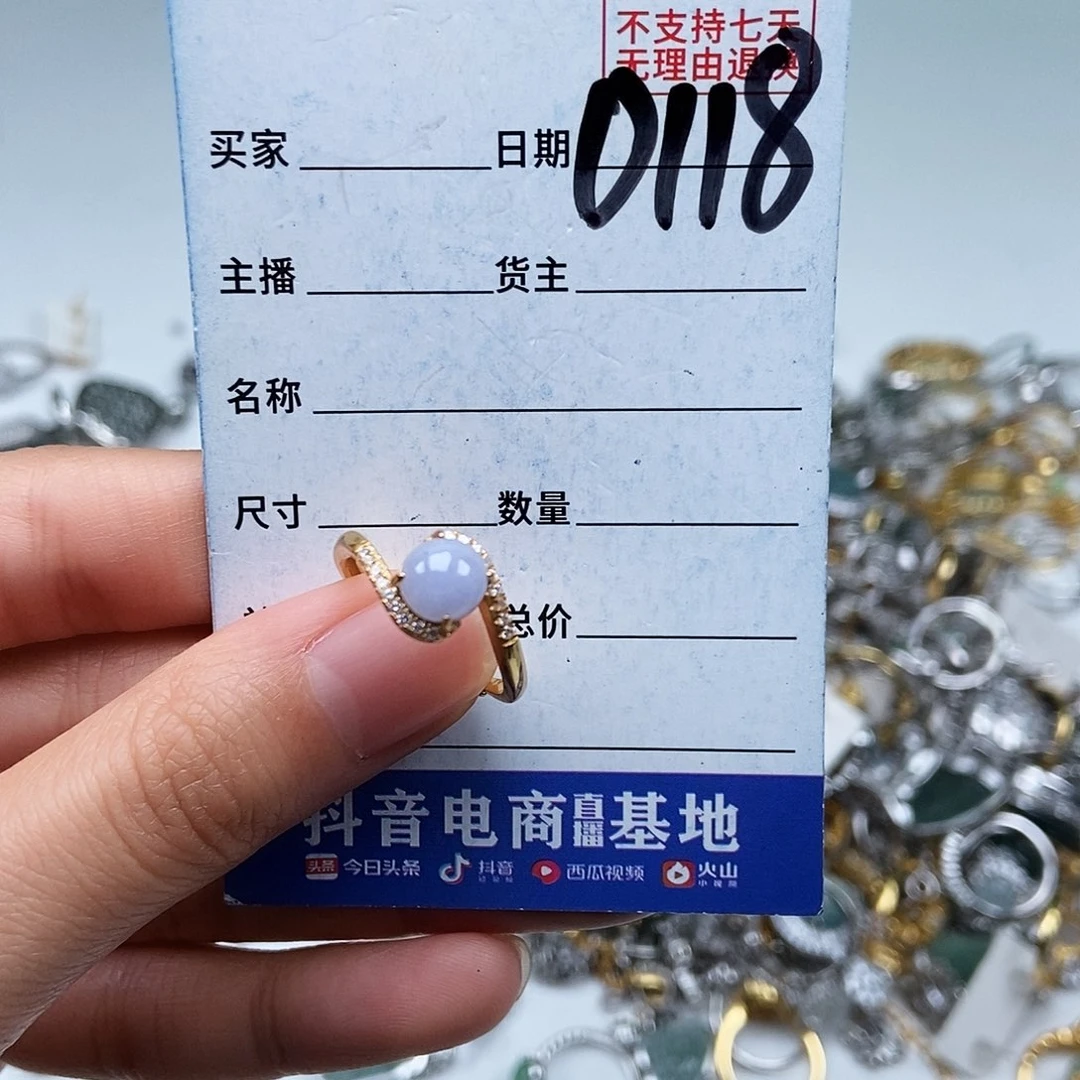 不支持七天
无理由退换
买家 日期 0118
主播 货主
名称
尺寸 数量
总价
抖音电商直播基地
头条 今日头条 抖音 西瓜视频 火山